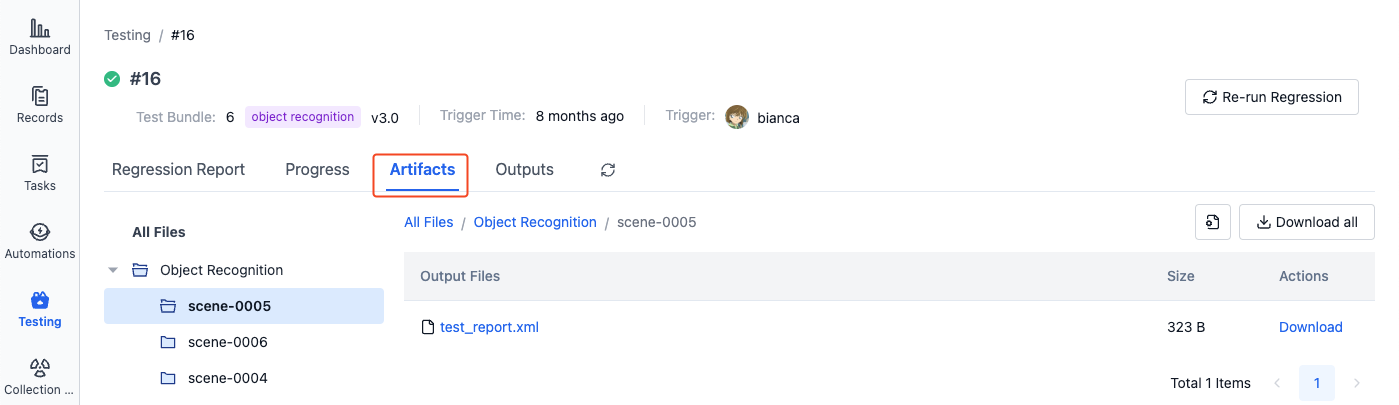 Dashboard
Records
Tasks
Automations
Testing
Collection ...
Testing / #16
#16
Test Bundle: 6 object recognition v3.0 Trigger Time: 8 months ago Trigger: bianca
Re-run Regression
Regression Report Progress Artifacts Outputs
All Files
Object Recognition
scene-0005
scene-0006
scene-0004
All Files / Object Recognition / scene-0005
Download all
Output Files Size Actions
test_report.xml 323 B Download
Total 1 Items < 1 >